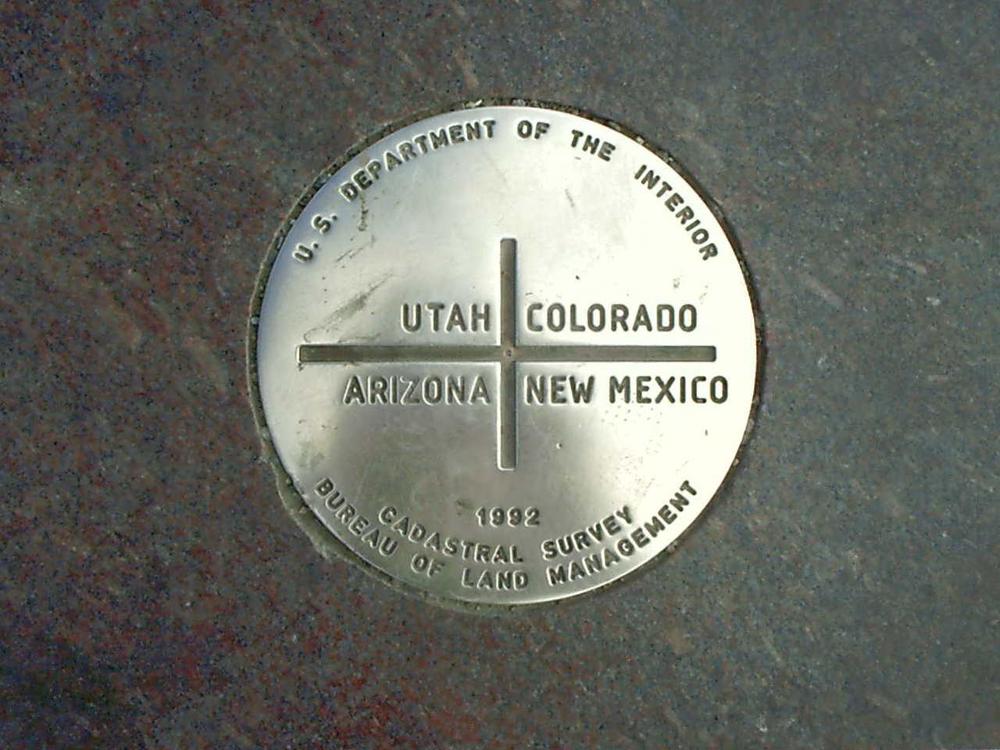 U. S. DEPARTMENT OF THE INTERIOR
UTAH COLORADO
ARIZONA NEW MEXICO
1992
CADASTRAL SURVEY
BUREAU OF LAND MANAGEMENT